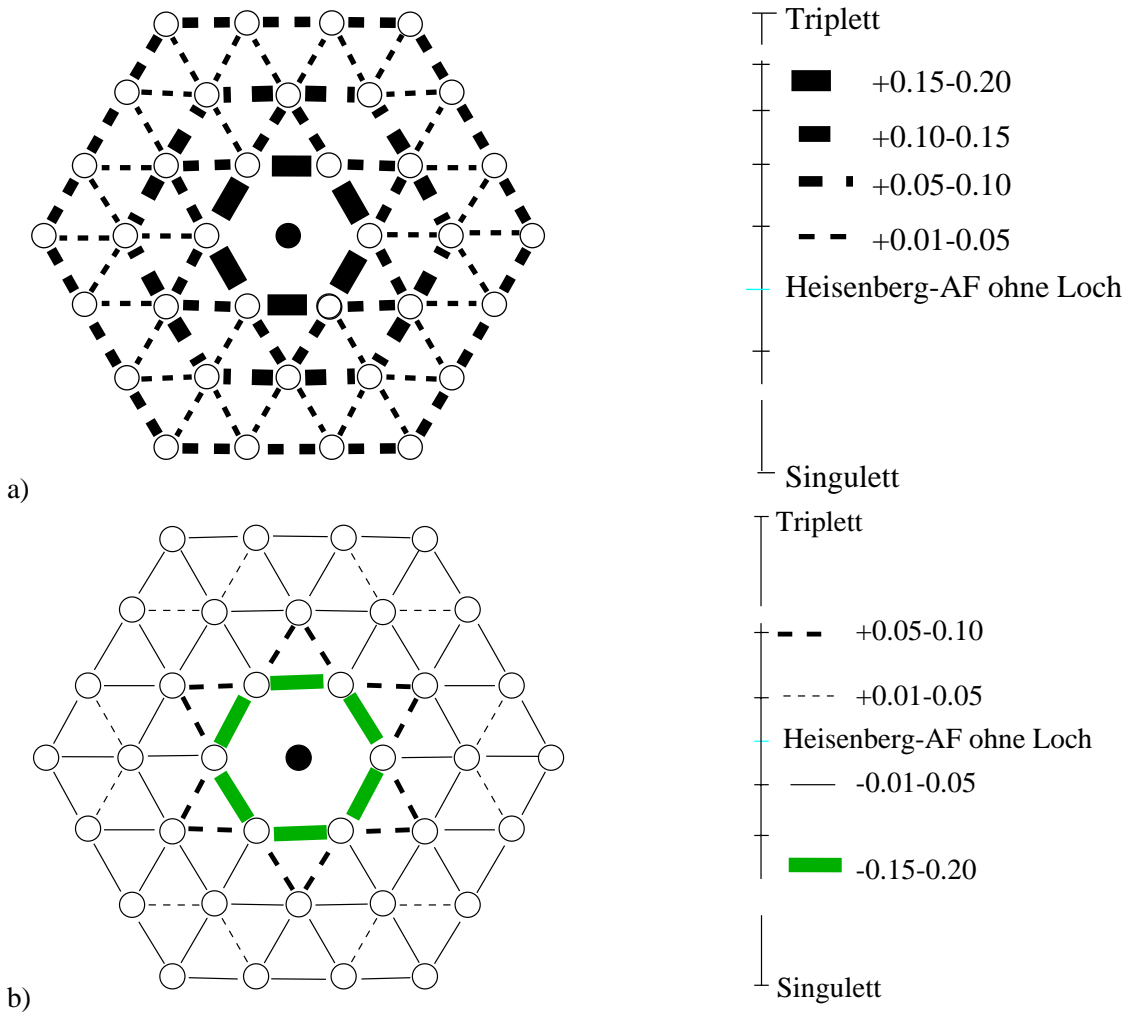 Triplett
+0.15-0.20
+0.10-0.15
+0.05-0.10
+0.01-0.05
Heisenberg-AF ohne Loch
Singulett
a)
Triplett
+0.05-0.10
+0.01-0.05
Heisenberg-AF ohne Loch
-0.01-0.05
-0.15-0.20
Singulett
b)